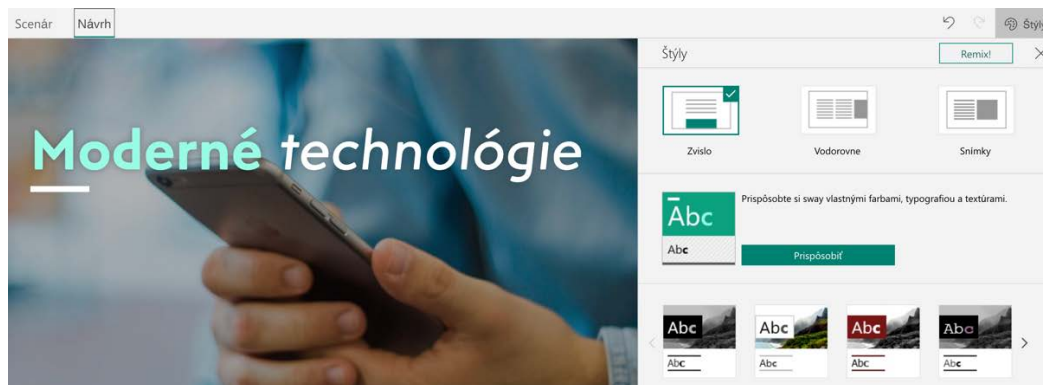 Scenár Návrh Štýly
Štýly Remix!
Moderné technológie
Zvislo Vodorovne Snímky
Prispôsobte si sway vlastnými farbami, typografiou a textúrami.
Abc
Abc
Prispôsobiť
Abc Abc Abc Abc
Abc Abc Abc Abc